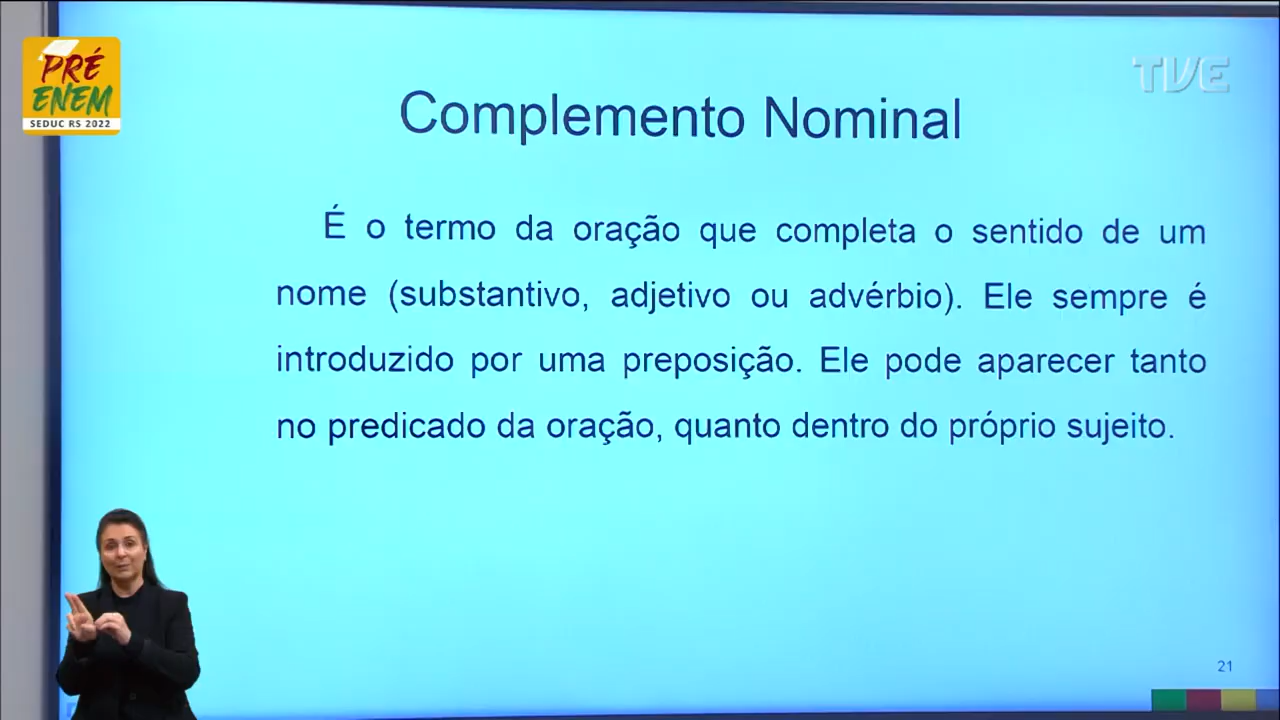 PRÉ
ENEM
SEDUC RS 2022
TVE
Complemento Nominal
É o termo da oração que completa o sentido de um
nome (substantivo, adjetivo ou advérbio). Ele sempre é
introduzido por uma preposição. Ele pode aparecer tanto
no predicado da oração, quanto dentro do próprio sujeito.
21